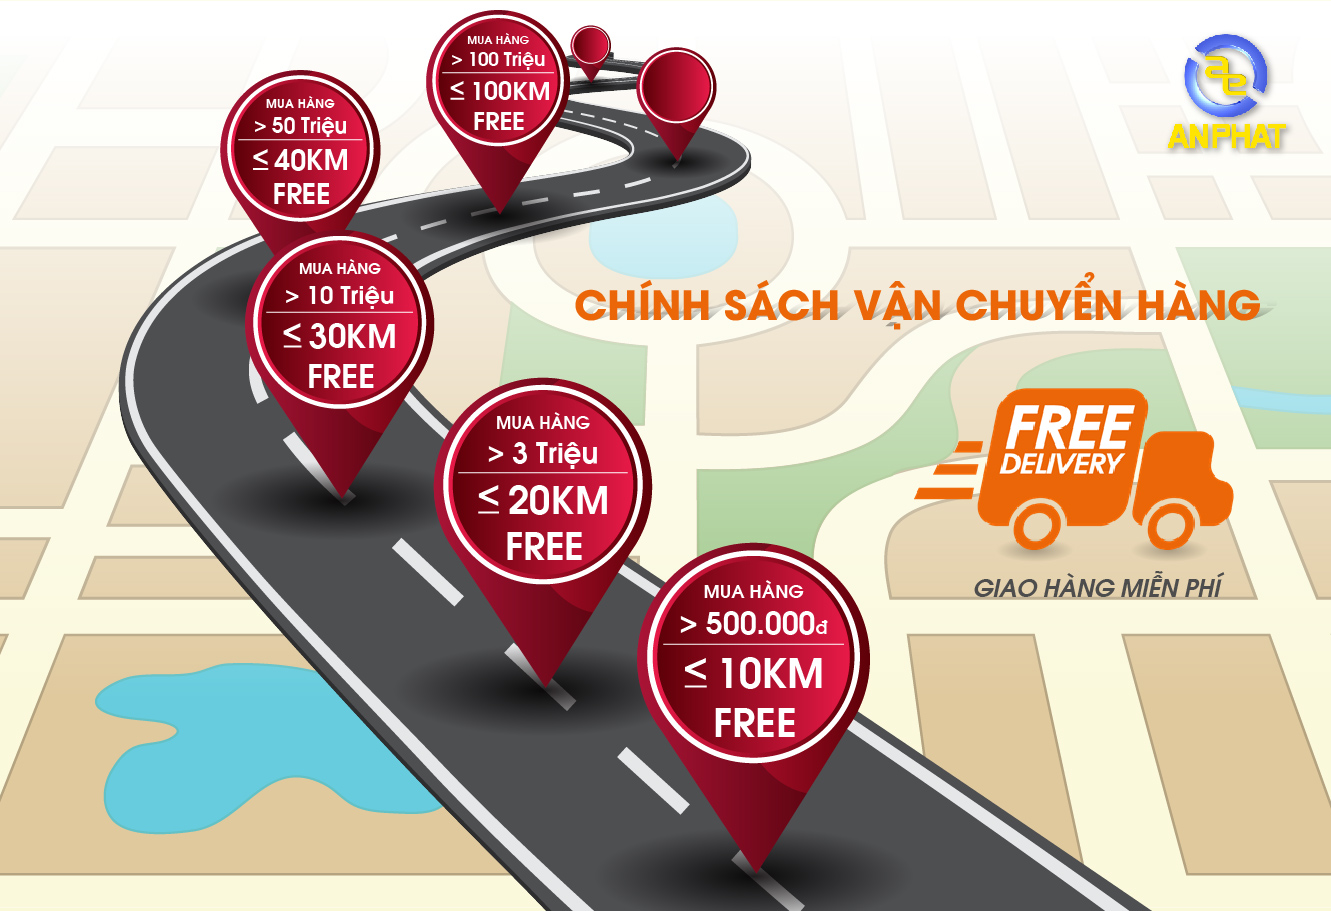 MUA HÀNG
> 100 Triệu
≤ 100KM
FREE
MUA HÀNG
> 50 Triệu
≤ 40KM
FREE
AN PHAT
MUA HÀNG
> 10 Triệu
≤ 30KM
FREE
CHÍNH SÁCH VẬN CHUYỂN HÀNG
MUA HÀNG
> 3 Triệu
≤ 20KM
FREE
FREE
DELIVERY
GIAO HÀNG MIỄN PHÍ
MUA HÀNG
> 500.000đ
≤ 10KM
FREE